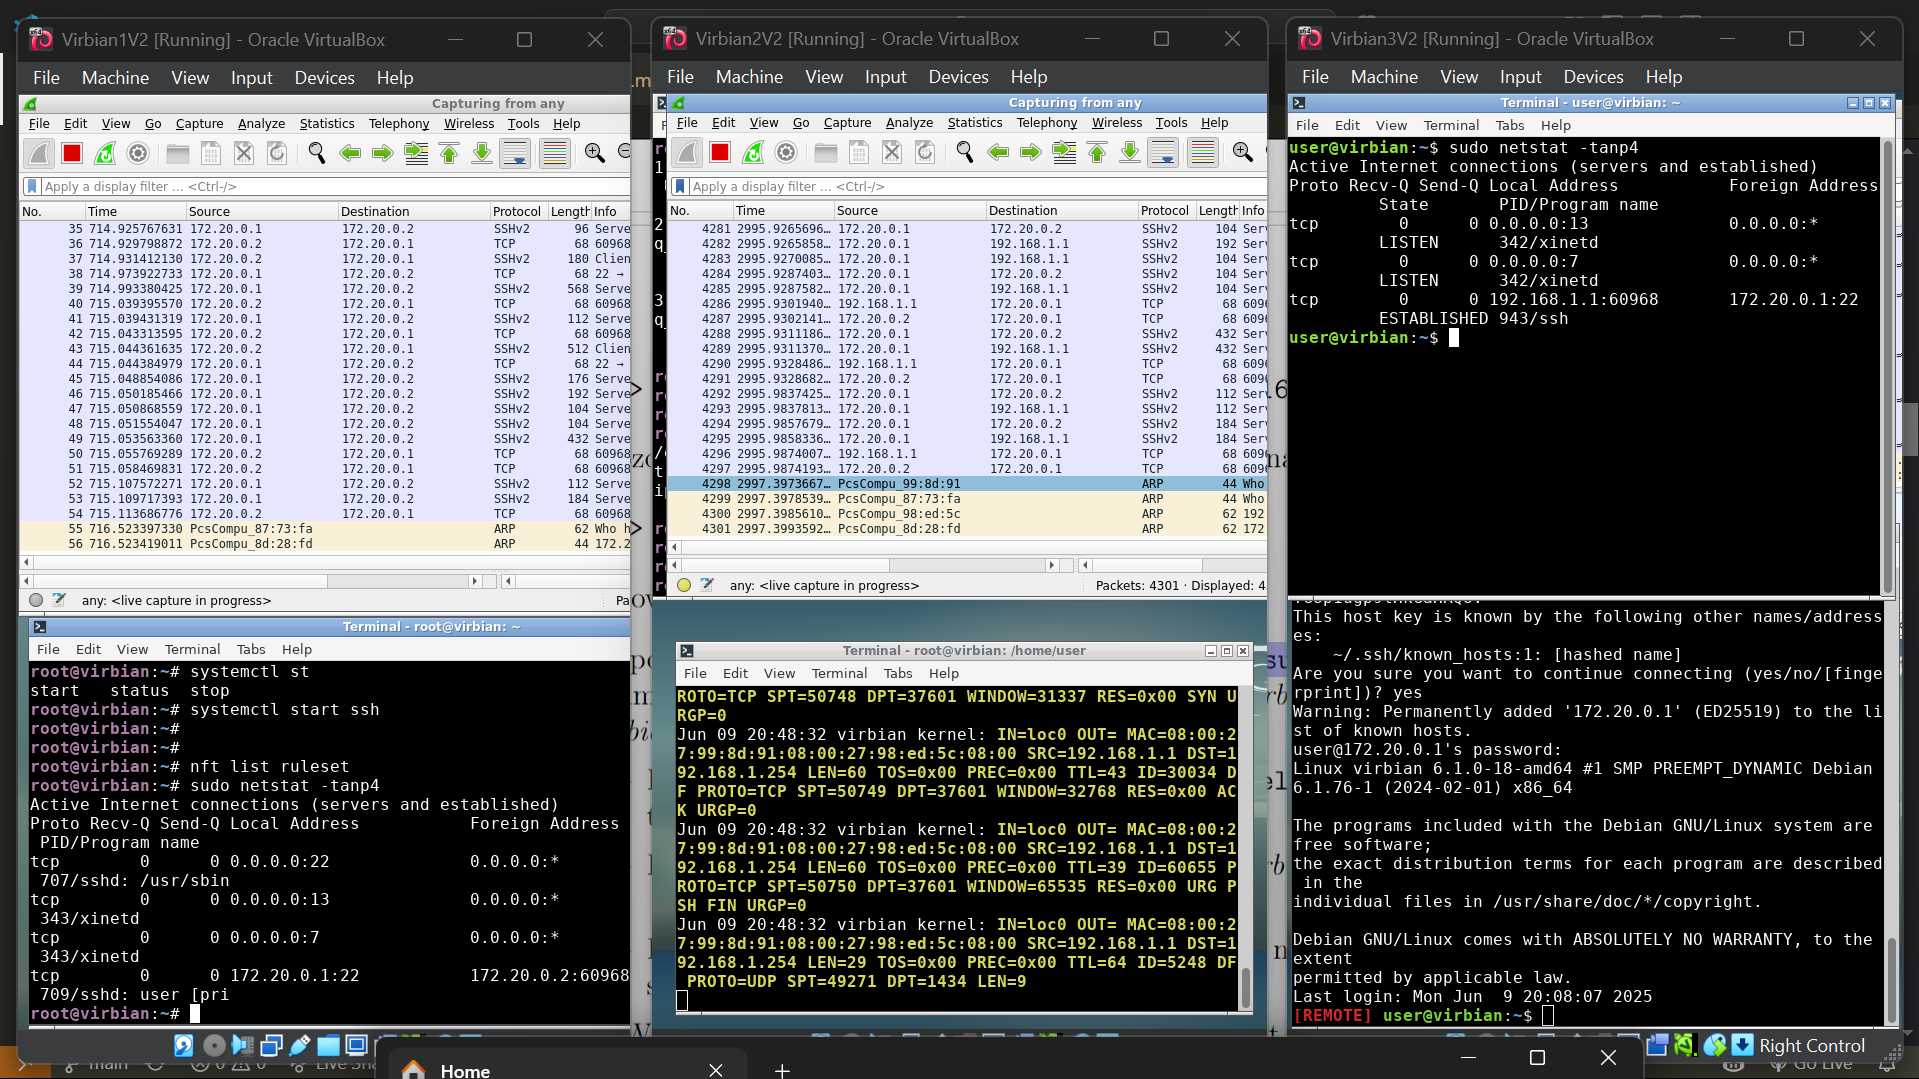 Virbian1V2 [Running] - Oracle VirtualBox
File Machine View Input Devices Help
Capturing from any
File Edit View Go Capture Analyze Statistics Telephony Wireless Tools Help
Apply a display filter ... <Ctrl-/>
No. Time Source Destination Protocol Length Info
35 714.925767631 172.20.0.1 172.20.0.2 SSHv2 96 Serve
36 714.929798872 172.20.0.2 172.20.0.1 TCP 68 60968
37 714.931412130 172.20.0.2 172.20.0.1 SSHv2 180 Clien
38 714.973922733 172.20.0.1 172.20.0.2 TCP 68 22 →
39 714.993380425 172.20.0.1 172.20.0.2 SSHv2 568 Serve
40 715.039395570 172.20.0.2 172.20.0.1 TCP 68 60968
41 715.039431319 172.20.0.1 172.20.0.2 SSHv2 112 Serve
42 715.043313595 172.20.0.2 172.20.0.1 TCP 68 60968
43 715.044361635 172.20.0.2 172.20.0.1 SSHv2 512 Clien
44 715.044384979 172.20.0.1 172.20.0.2 TCP 68 22 →
45 715.048854086 172.20.0.1 172.20.0.2 SSHv2 176 Serve
46 715.050185466 172.20.0.1 172.20.0.2 SSHv2 192 Serve
47 715.050868559 172.20.0.1 172.20.0.2 SSHv2 104 Serve
48 715.051554047 172.20.0.1 172.20.0.2 SSHv2 104 Serve
49 715.053563360 172.20.0.1 172.20.0.2 SSHv2 432 Serve
50 715.055769289 172.20.0.2 172.20.0.1 TCP 68 60968
51 715.058469831 172.20.0.2 172.20.0.1 TCP 68 60968
52 715.107572271 172.20.0.1 172.20.0.2 SSHv2 112 Serve
53 715.109717393 172.20.0.1 172.20.0.2 SSHv2 184 Serve
54 715.113686776 172.20.0.2 172.20.0.1 TCP 68 60968
55 716.523397330 PcsCompu_87:73:fa ARP 62 Who h
56 716.523419011 PcsCompu_8d:28:fd ARP 44 172.2
any: <live capture in progress> Pa
Terminal - root@virbian: ~
File Edit View Terminal Tabs Help
root@virbian:~# systemctl st
start status stop
root@virbian:~# systemctl start ssh
root@virbian:~#
root@virbian:~#
root@virbian:~# nft list ruleset
root@virbian:~# sudo netstat -tanp4
Active Internet connections (servers and established)
Proto Recv-Q Send-Q Local Address Foreign Address
PID/Program name
tcp 0 0 0.0.0.0:22 0.0.0.0:*
707/sshd: /usr/sbin
tcp 0 0 0.0.0.0:13 0.0.0.0:*
343/xinetd
tcp 0 0 0.0.0.0:7 0.0.0.0:*
343/xinetd
tcp 0 0 172.20.0.1:22 172.20.0.2:60968
709/sshd: user [pri
root@virbian:~#
Virbian2V2 [Running] - Oracle VirtualBox
File Machine View Input Devices Help
Capturing from any
File Edit View Go Capture Analyze Statistics Telephony Wireless Tools Help
Apply a display filter ... <Ctrl-/>
No. Time Source Destination Protocol Length Info
4281 2995.9265696… 172.20.0.1 172.20.0.2 SSHv2 104 Serv
4282 2995.9265858… 172.20.0.1 192.168.1.1 SSHv2 192 Serv
4283 2995.9270085… 172.20.0.1 192.168.1.1 SSHv2 104 Serv
4284 2995.9287403… 172.20.0.1 172.20.0.2 SSHv2 104 Serv
4285 2995.9287582… 172.20.0.1 192.168.1.1 SSHv2 104 Serv
4286 2995.9301940… 192.168.1.1 172.20.0.1 TCP 68 6096
4287 2995.9302141… 172.20.0.2 172.20.0.1 TCP 68 6096
4288 2995.9311186… 172.20.0.1 172.20.0.2 SSHv2 432 Serv
4289 2995.9311370… 172.20.0.1 192.168.1.1 SSHv2 432 Serv
4290 2995.9328486… 192.168.1.1 172.20.0.1 TCP 68 6096
4291 2995.9328682… 172.20.0.2 172.20.0.1 TCP 68 6096
4292 2995.9837425… 172.20.0.1 172.20.0.2 SSHv2 112 Serv
4293 2995.9837813… 172.20.0.1 192.168.1.1 SSHv2 112 Serv
4294 2995.9857679… 172.20.0.1 172.20.0.2 SSHv2 184 Serv
4295 2995.9858336… 172.20.0.1 192.168.1.1 SSHv2 184 Serv
4296 2995.9874007… 192.168.1.1 172.20.0.1 TCP 68 6096
4297 2995.9874193… 172.20.0.2 172.20.0.1 TCP 68 6096
4298 2997.3973667… PcsCompu_99:8d:91 ARP 44 Who
4299 2997.3978539… PcsCompu_87:73:fa ARP 44 Who
4300 2997.3985610… PcsCompu_98:ed:5c ARP 62 192
4301 2997.3993592… PcsCompu_8d:28:fd ARP 62 172
any: <live capture in progress> Packets: 4301 · Displayed: 4
Terminal - root@virbian: /home/user
File Edit View Terminal Tabs Help
ROTO=TCP SPT=50748 DPT=37601 WINDOW=31337 RES=0x00 SYN U
RGP=0
Jun 09 20:48:32 virbian kernel: IN=loc0 OUT= MAC=08:00:2
7:99:8d:91:08:00:27:98:ed:5c:08:00 SRC=192.168.1.1 DST=1
92.168.1.254 LEN=60 TOS=0x00 PREC=0x00 TTL=43 ID=30034 D
F PROTO=TCP SPT=50749 DPT=37601 WINDOW=32768 RES=0x00 AC
K URGP=0
Jun 09 20:48:32 virbian kernel: IN=loc0 OUT= MAC=08:00:2
7:99:8d:91:08:00:27:98:ed:5c:08:00 SRC=192.168.1.1 DST=1
92.168.1.254 LEN=60 TOS=0x00 PREC=0x00 TTL=39 ID=60655 P
ROTO=TCP SPT=50750 DPT=37601 WINDOW=65535 RES=0x00 URG P
SH FIN URGP=0
Jun 09 20:48:32 virbian kernel: IN=loc0 OUT= MAC=08:00:2
7:99:8d:91:08:00:27:98:ed:5c:08:00 SRC=192.168.1.1 DST=1
92.168.1.254 LEN=29 TOS=0x00 PREC=0x00 TTL=64 ID=5248 DF
PROTO=UDP SPT=49271 DPT=1434 LEN=9
Virbian3V2 [Running] - Oracle VirtualBox
File Machine View Input Devices Help
Terminal - user@virbian: ~
File Edit View Terminal Tabs Help
user@virbian:~$ sudo netstat -tanp4
Active Internet connections (servers and established)
Proto Recv-Q Send-Q Local Address Foreign Address
State PID/Program name
tcp 0 0 0.0.0.0:13 0.0.0.0:*
LISTEN 342/xinetd
tcp 0 0 0.0.0.0:7 0.0.0.0:*
LISTEN 342/xinetd
tcp 0 0 192.168.1.1:60968 172.20.0.1:22
ESTABLISHED 943/ssh
user@virbian:~$
This host key is known by the following other names/address
es:
~/.ssh/known_hosts:1: [hashed name]
Are you sure you want to continue connecting (yes/no/[finge
rprint])? yes
Warning: Permanently added '172.20.0.1' (ED25519) to the li
st of known hosts.
user@172.20.0.1's password:
Linux virbian 6.1.0-18-amd64 #1 SMP PREEMPT_DYNAMIC Debian
6.1.76-1 (2024-02-01) x86_64
The programs included with the Debian GNU/Linux system are
free software;
the exact distribution terms for each program are described
in the
individual files in /usr/share/doc/*/copyright.
Debian GNU/Linux comes with ABSOLUTELY NO WARRANTY, to the
extent
permitted by applicable law.
Last login: Mon Jun 9 20:08:07 2025
[REMOTE] user@virbian:~$
Right Control
main
Home
Go Live